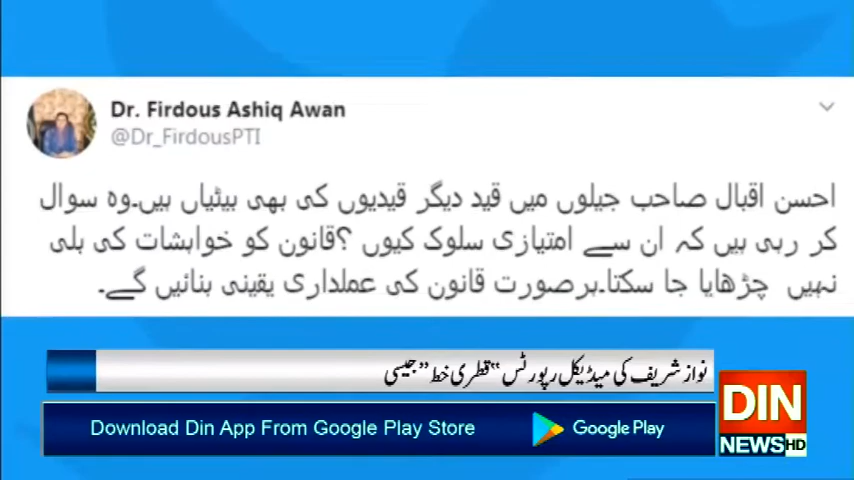 Dr. Firdous Ashiq Awan
@Dr_FirdousPTI
احسن اقبال صاحب جیلوں میں قید دیگر قیدیوں کی بھی بیٹیاں ہیں۔وہ سوال
کر رہی ہیں کہ ان سے امتیازی سلوک کیوں ؟قانون کو خواہشات کی بلی
نہیں چڑھایا جا سکتا۔ہرصورت قانون کی عملداری یقینی بنائیں گے۔
نواز شریف کی میڈیکل رپورٹس “قطری خط” جیسی
Download Din App From Google Play Store
Google Play
DIN
NEWS HD